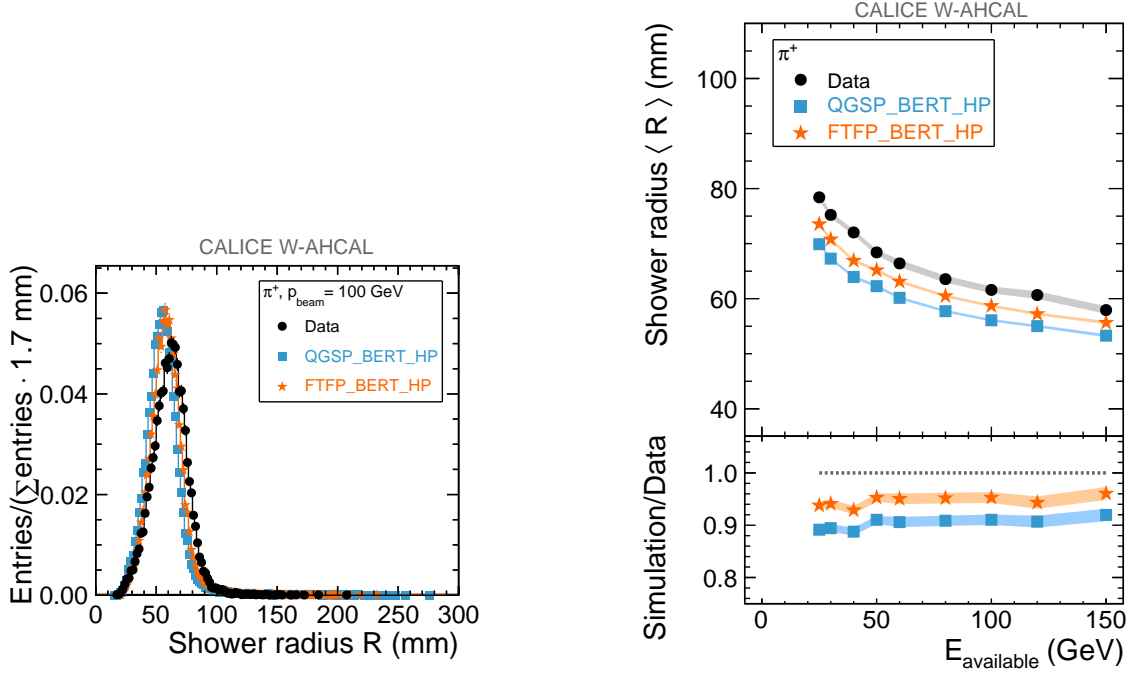 CALICE W-AHCAL
Entries/(∑entries · 1.7 mm)
0.06
0.04
0.02
0.00
π⁺, p_beam = 100 GeV
Data
QGSP_BERT_HP
FTFP_BERT_HP
0 50 100 150 200 250 300
Shower radius R (mm)
CALICE W-AHCAL
Shower radius ⟨ R ⟩ (mm)
100
80
60
40
π⁺
Data
QGSP_BERT_HP
FTFP_BERT_HP
Simulation/Data
1.0
0.9
0.8
0 50 100 150
E_available (GeV)